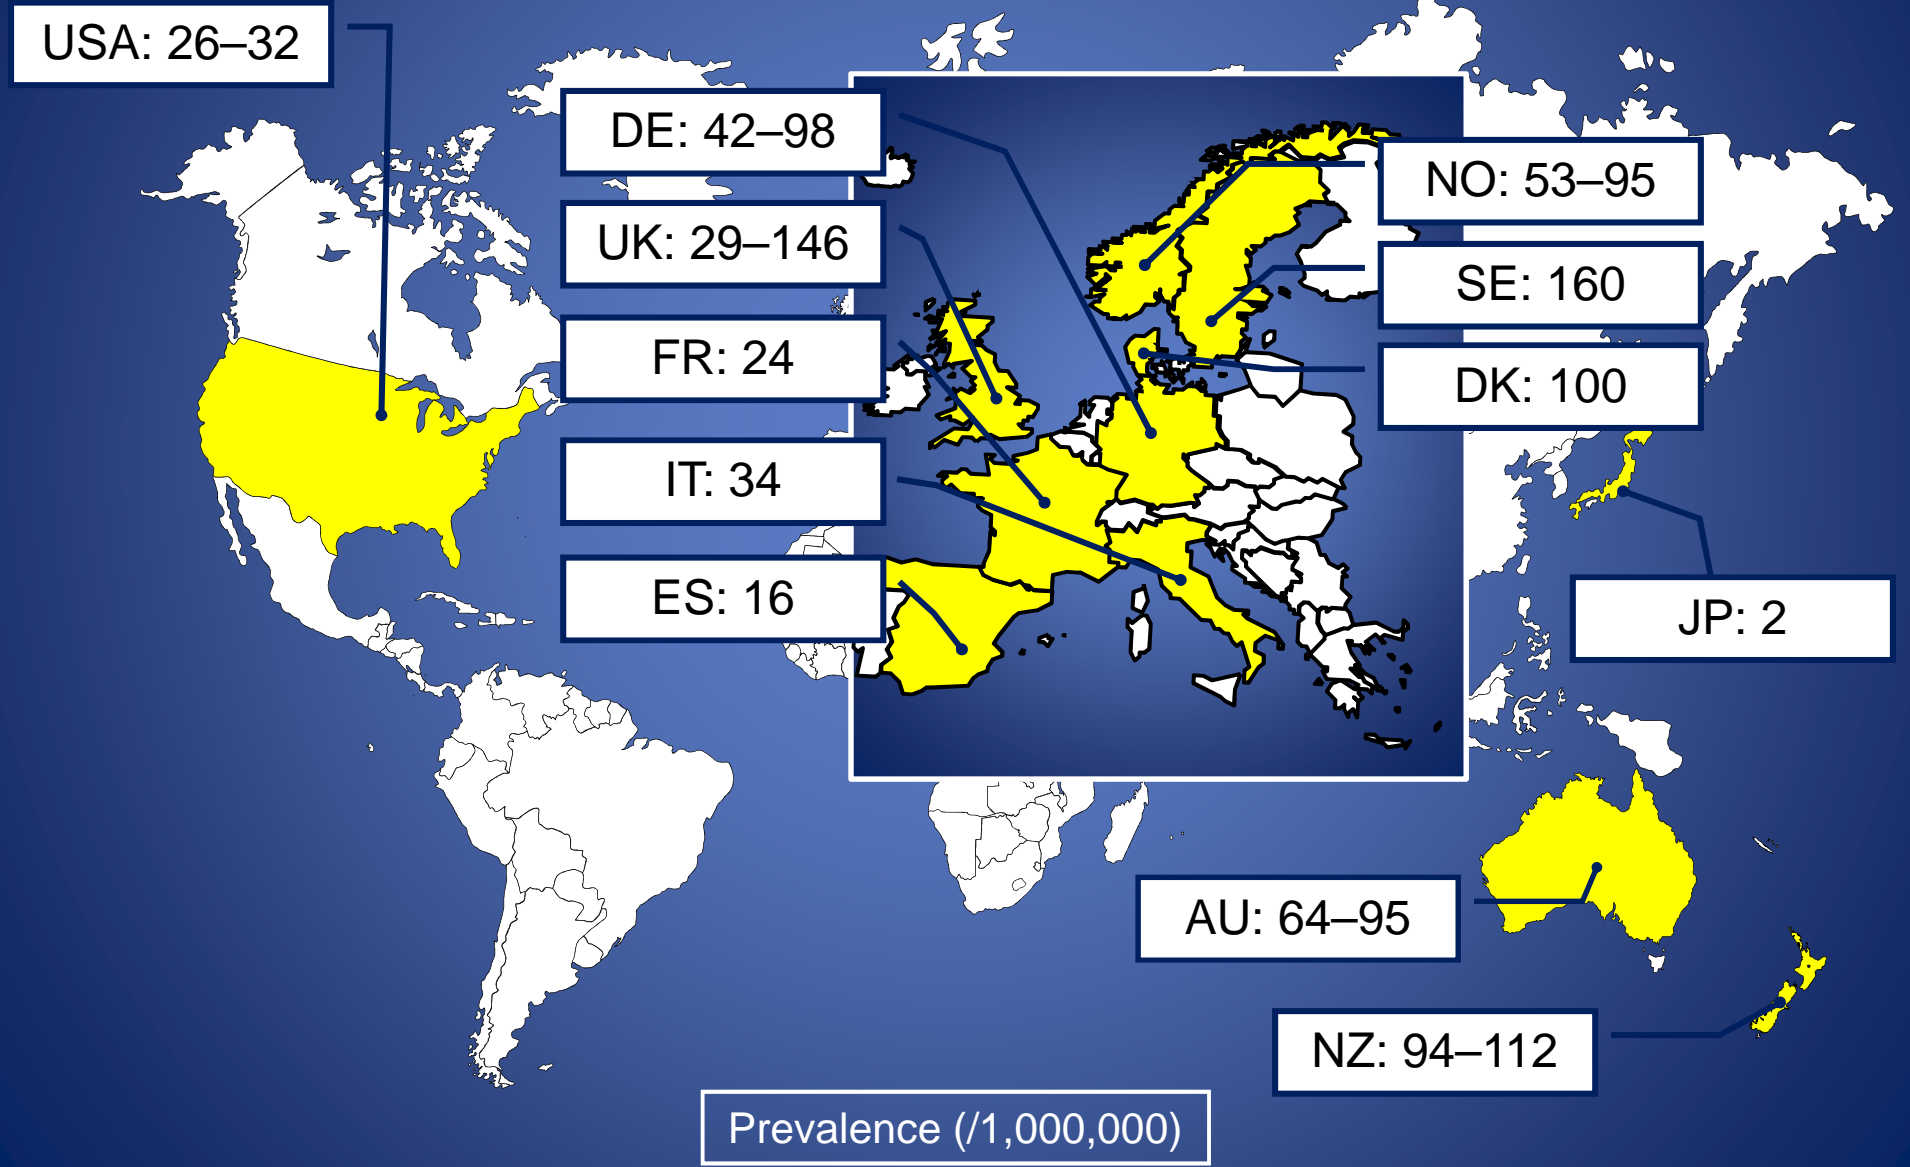 USA: 26–32
DE: 42–98
NO: 53–95
UK: 29–146
SE: 160
FR: 24
DK: 100
IT: 34
ES: 16
JP: 2
AU: 64–95
NZ: 94–112
Prevalence (/1,000,000)